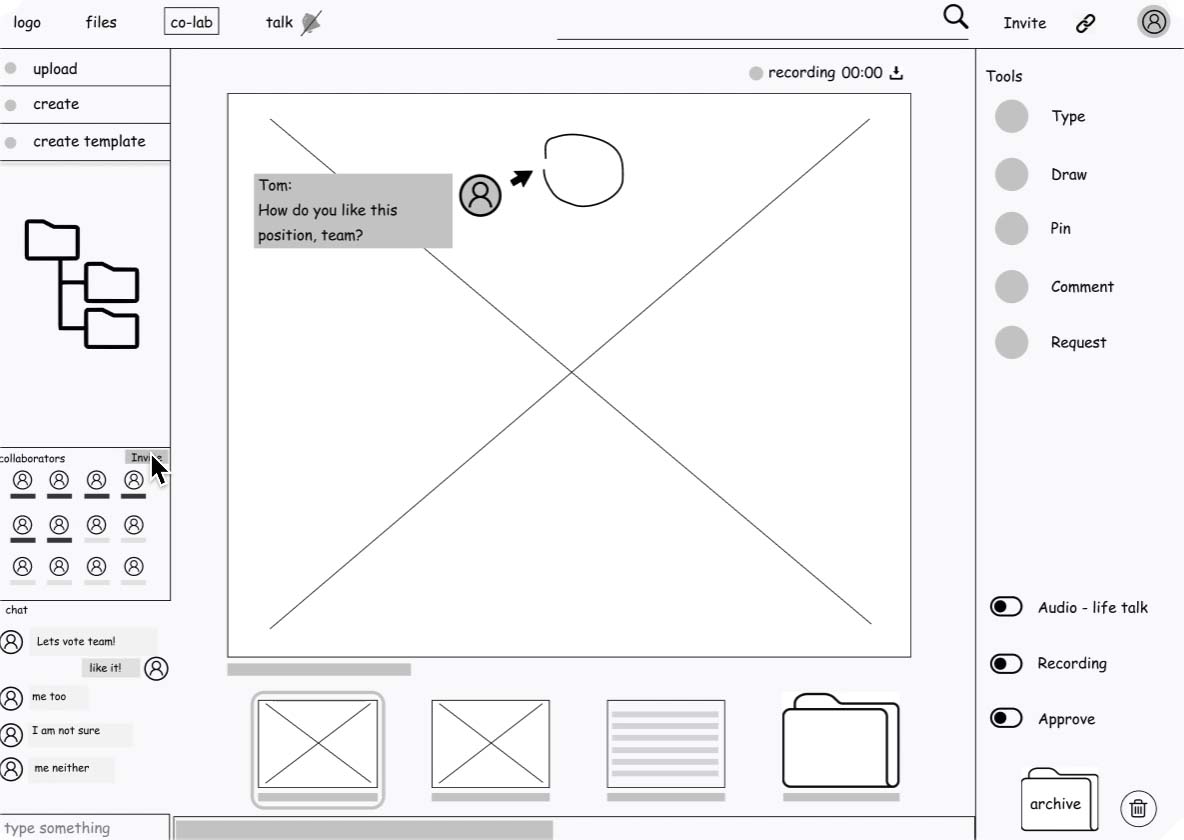 logo
files
co-lab
talk
Invite
upload
create
create template
recording 00:00
Tom:
How do you like this
position, team?
Tools
Type
Draw
Pin
Comment
Request
collaborators
chat
Lets vote team!
like it!
me too
I am not sure
me neither
type something
Audio - life talk
Recording
Approve
archive